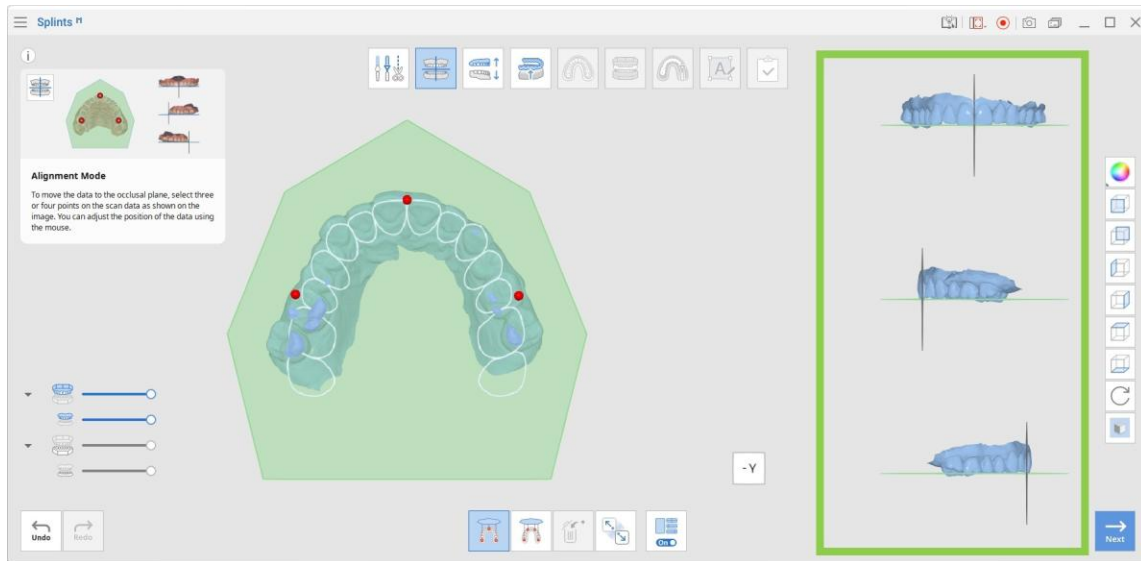 Splints
Alignment Mode
To move the data to the occlusal plane, select three
or four points on the scan data as shown on the
image. You can adjust the position of the data using
the mouse.
- Y
Undo
Redo
On
Next